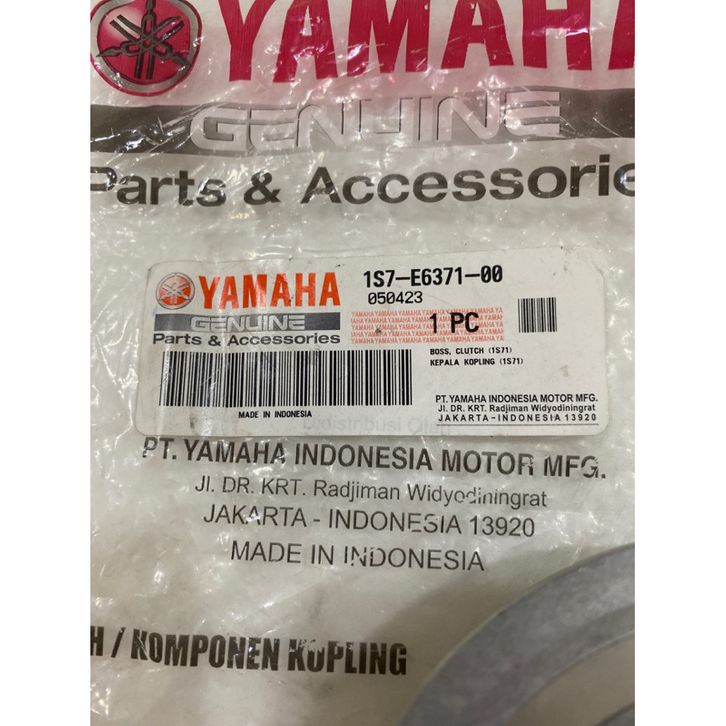 YAMAHA
GENUINE
Parts & Accessorie
YAMAHA
GENUINE
Parts & Accessories
1S7-E6371-00
050423
1 PC
BOSS, CLUTCH (1S71)
KEPALA KOPLING (1S71)
MADE IN INDONESIA
PT. YAMAHA INDONESIA MOTOR MFG.
Jl. DR. KRT. Radjiman Widyodiningrat
JAKARTA-INDONESIA 13920
Didistribusi Oleh
PT. YAMAHA INDONESIA MOTOR MFG.
Jl. DR. KRT. Radjiman Widyodiningrat
JAKARTA - INDONESIA 13920
MADE IN INDONESIA
H / KOMPONEN KOPLING